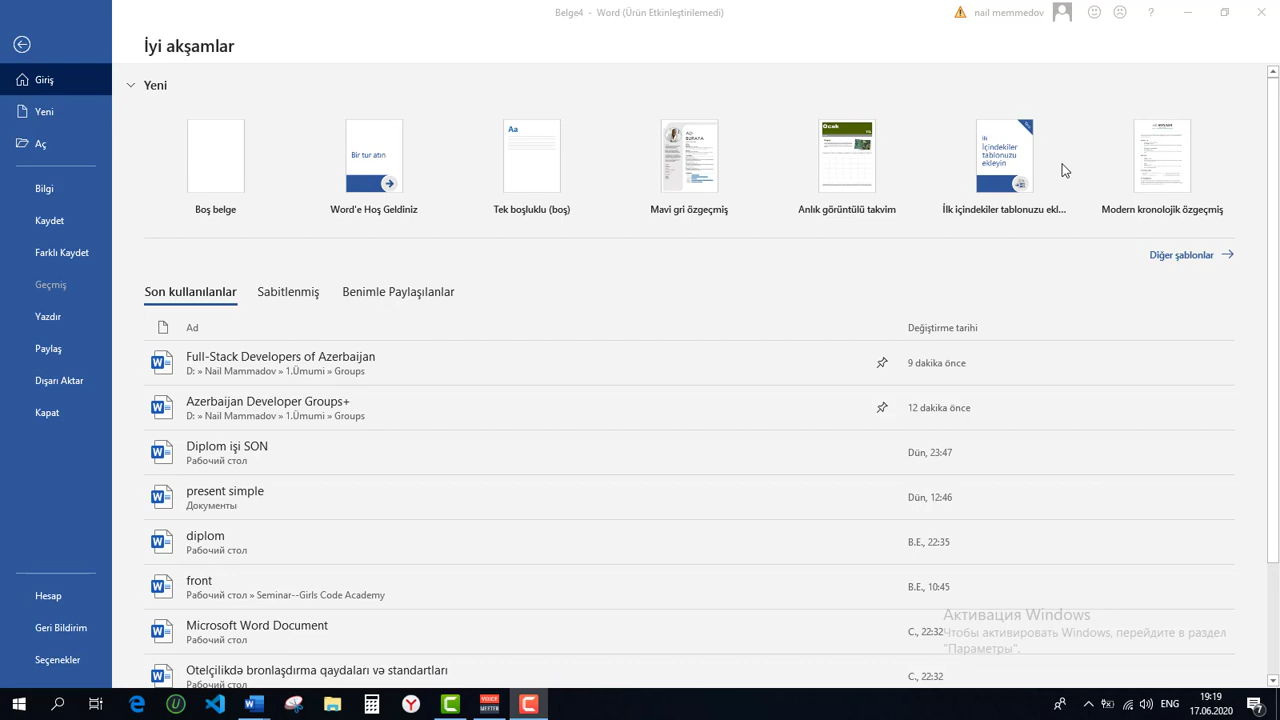 Belge4 - Word (Ürün Etkinleştirilemedi)
nail memmedov
?
İyi akşamlar
Giriş
Yeni
Aç
Bilgi
Kaydet
Farklı Kaydet
Geçmiş
Yazdır
Paylaş
Dışarı Aktar
Kapat
Hesap
Geri Bildirim
Seçenekler
Yeni
Bir tur atın
Aa
Ocak
İçindekiler
tablonuzu
ekleyin
Boş belge
Word'e Hoş Geldiniz
Tek boşluklu (boş)
Mavi gri özgeçmiş
Anlık görüntülü takvim
İlk içindekiler tablonuzu ekl...
Modern kronolojik özgeçmiş
Diğer şablonlar
Son kullanılanlar
Sabitlenmiş
Benimle Paylaşılanlar
Ad
Değiştirme tarihi
Full-Stack Developers of Azerbaijan
D: » Nail Mammadov » 1.Ümumi » Groups
9 dakika önce
Azerbaijan Developer Groups+
D: » Nail Mammadov » 1.Ümumi » Groups
12 dakika önce
Diplom işi SON
Рабочий стол
Dün, 23:47
present simple
Документы
Dün, 12:46
diplom
Рабочий стол
B.E., 22:35
front
Рабочий стол » Seminar--Girls Code Academy
B.E., 10:45
Microsoft Word Document
Рабочий стол
C., 22:32
Otelçilikdə bronlaşdırma qaydaları və standartları
Рабочий стол
C., 22:32
Активация Windows
Чтобы активировать Windows, перейдите в раздел
"Параметры".
ENG
19:19
17.06.2020